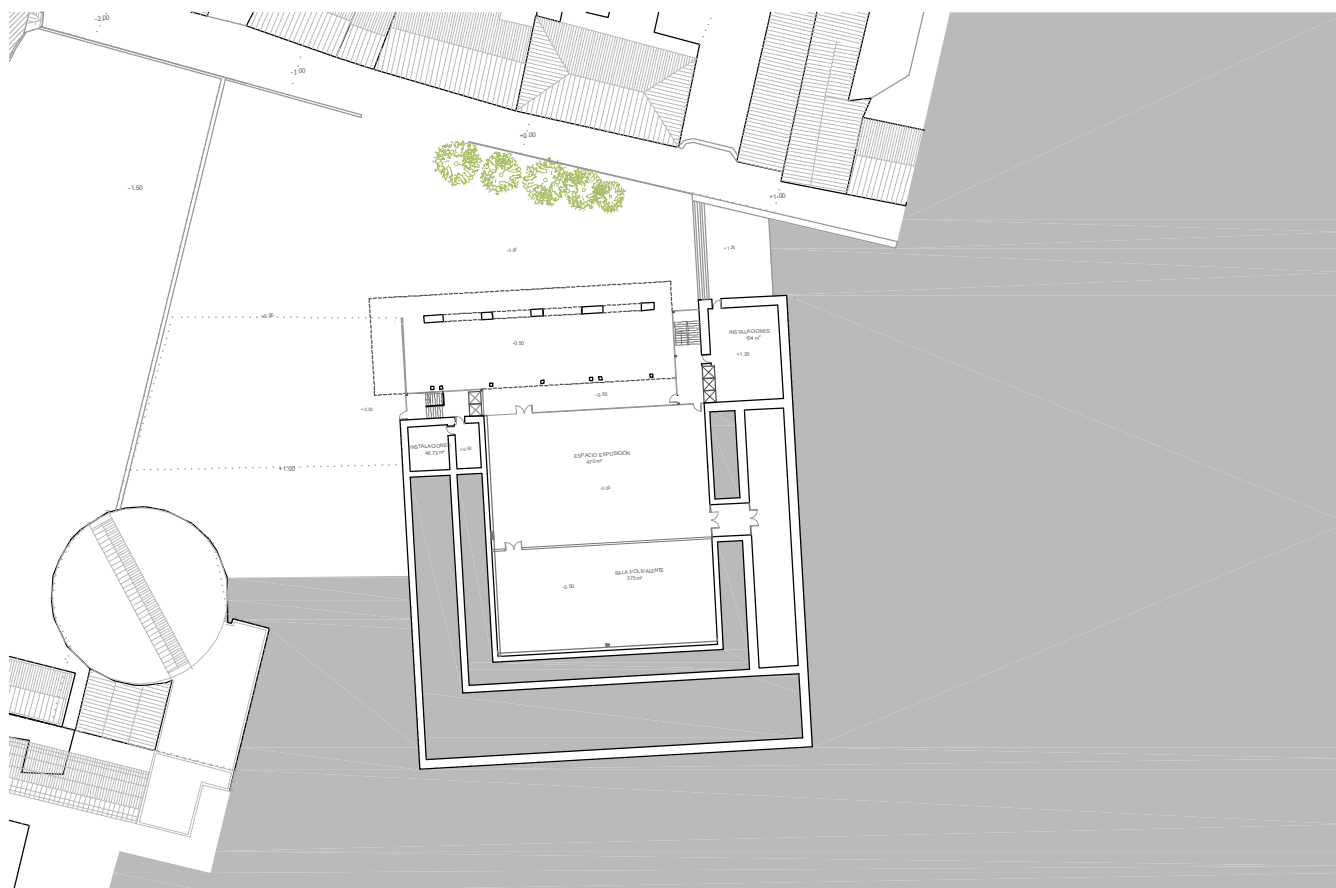 -2.00
-1.00
+0.00
-1.50
+1.00
-0.50
+1.20
+0.00
INSTALACIONES
104 m²
+1.20
-0.50
-0.50
+0.50
INSTALACIONES
46.73 m²
+0.50
ESPACIO EXPOSICIÓN
470 m²
+1.00
-0.50
SALA POLIVALENTE
375 m²
-0.50